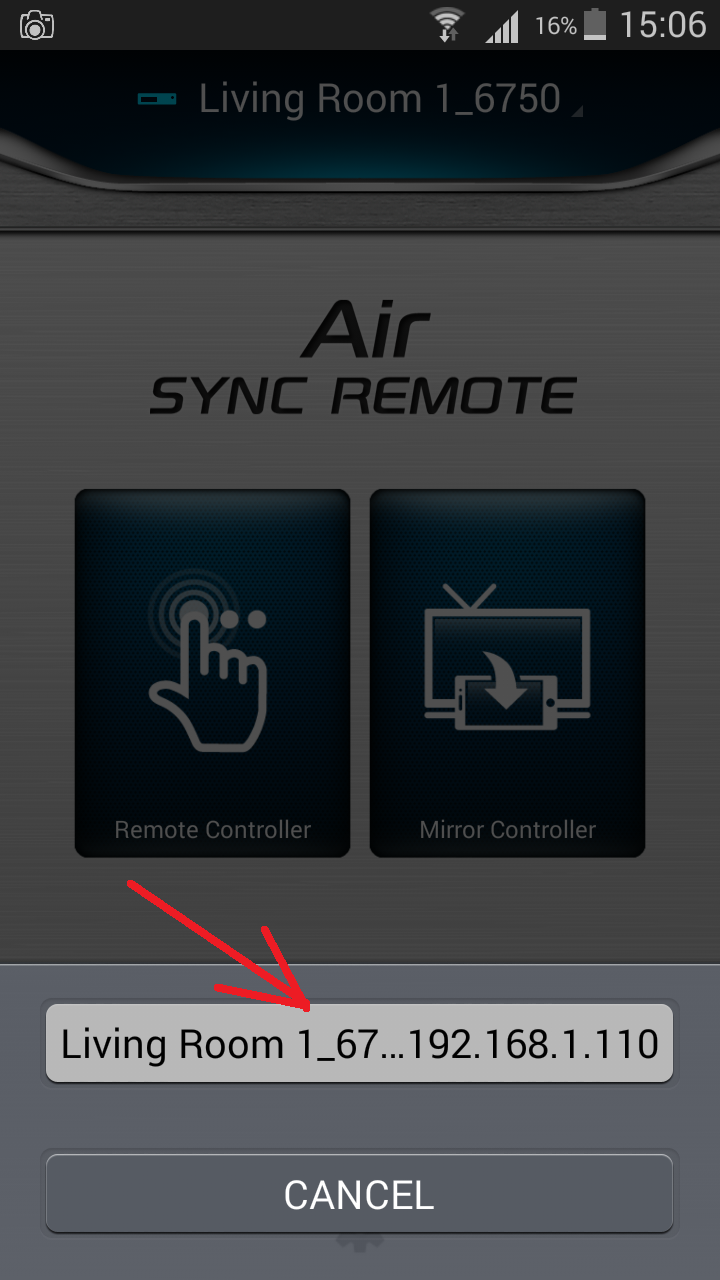 16% 15:06
Living Room 1_6750
Air
SYNC REMOTE
Remote Controller Mirror Controller
Living Room 1_67...192.168.1.110
CANCEL